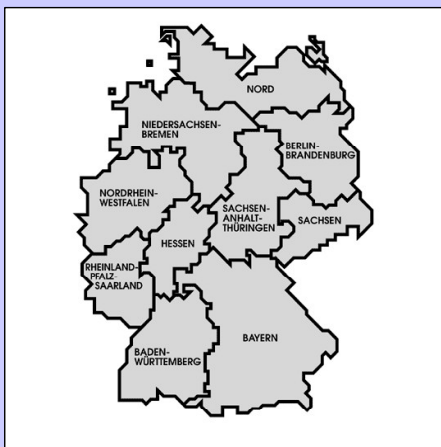 NORD
NIEDERSACHSEN-
BREMEN
BERLIN-
BRANDENBURG
NORDRHEIN-
WESTFALEN
SACHSEN-
ANHALT-
THÜRINGEN
SACHSEN
HESSEN
RHEINLAND-
PFALZ-
SAARLAND
BAYERN
BADEN-
WÜRTTEMBERG